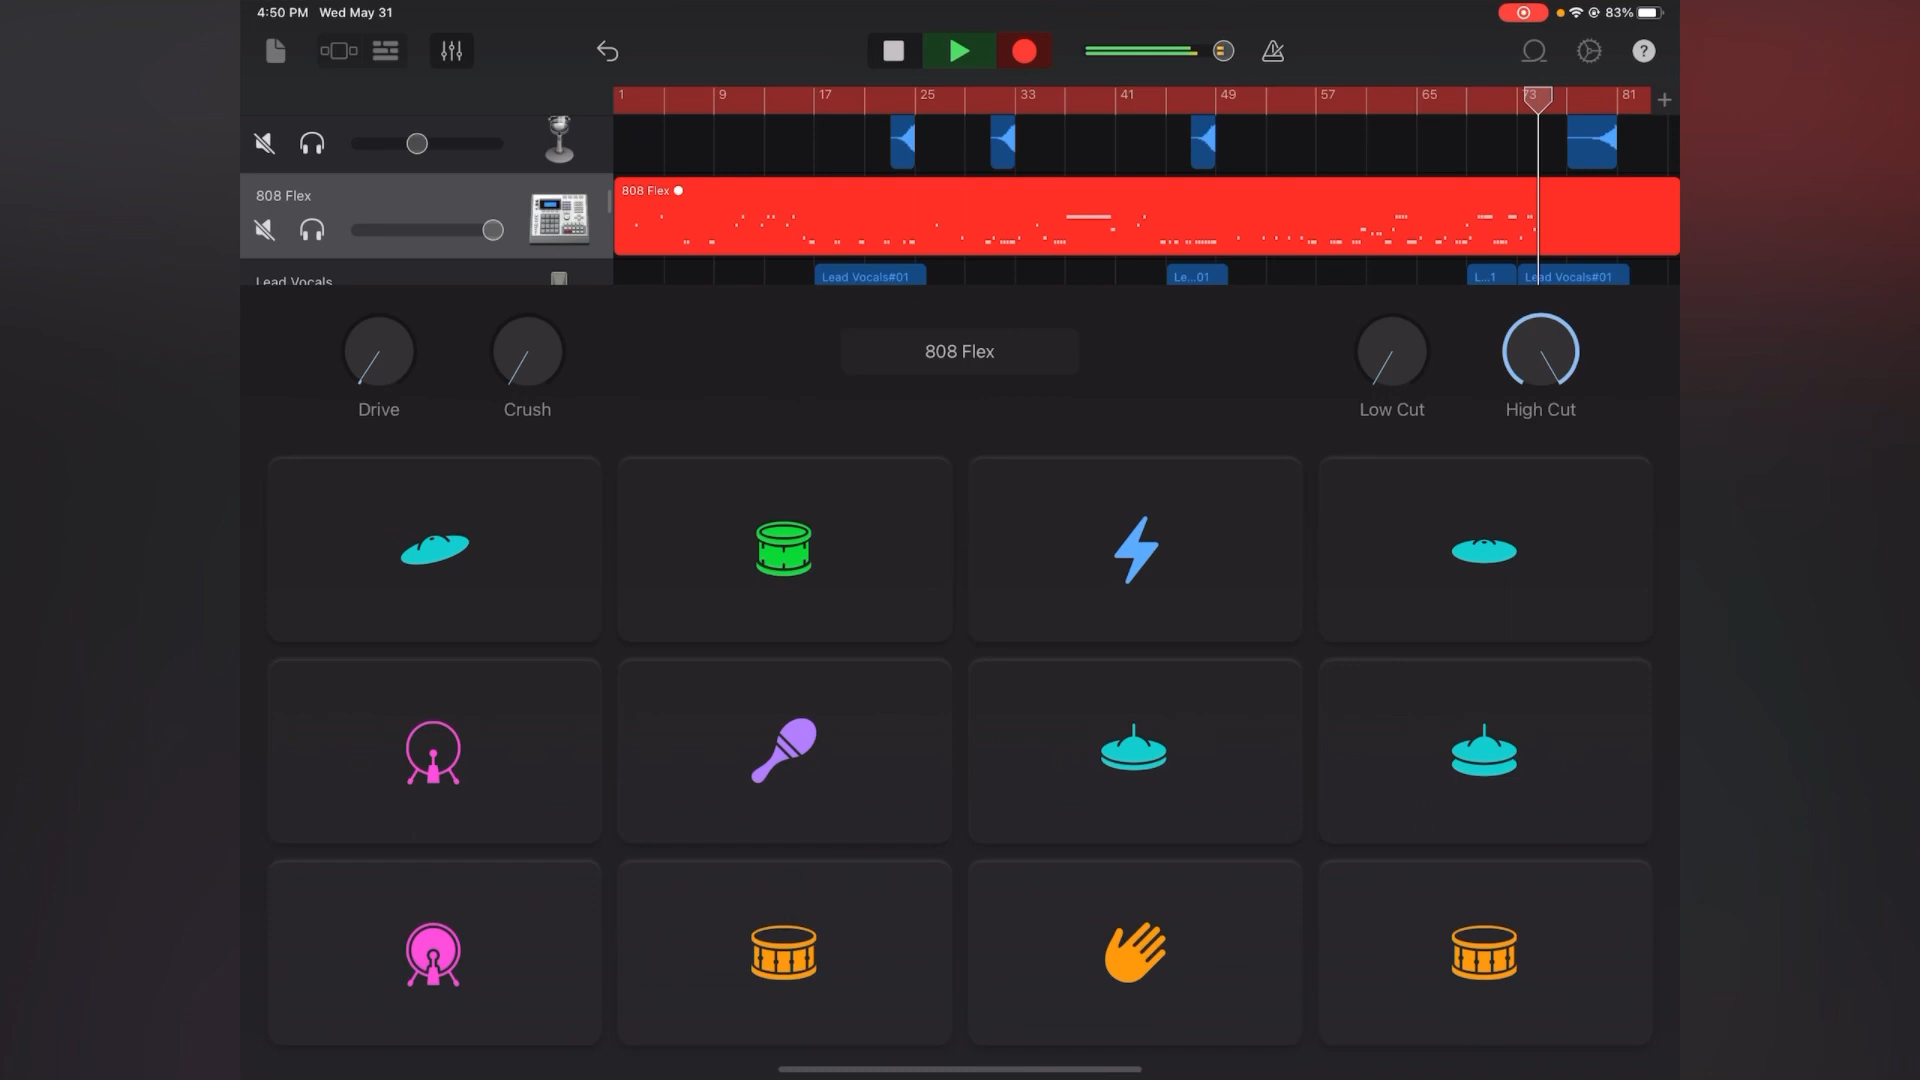 4:50 PM Wed May 31
83%
?
1 9 17 25 33 41 49 57 65 73 81 +
808 Flex
808 Flex
Lead Vocals
Lead Vocals#01 Le...01 L...1 Lead Vocals#01
808 Flex
Drive Crush Low Cut High Cut